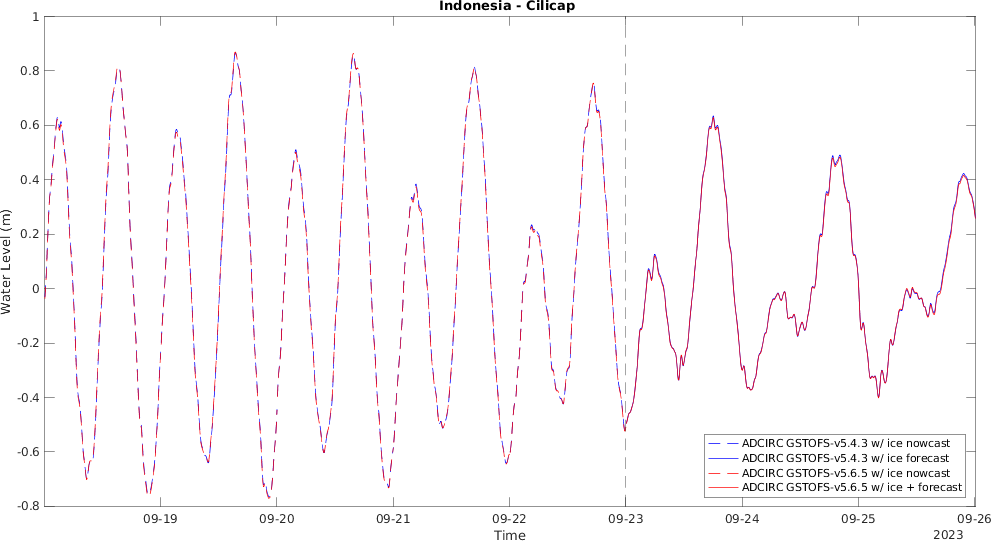 Indonesia - Cilicap
Water Level (m)
1
0.8
0.6
0.4
0.2
0
-0.2
-0.4
-0.6
-0.8
09-19
09-20
09-21
09-22
09-23
09-24
09-25
09-26
Time
2023
ADCIRC GSTOFS-v5.4.3 w/ ice nowcast
ADCIRC GSTOFS-v5.4.3 w/ ice forecast
ADCIRC GSTOFS-v5.6.5 w/ ice nowcast
ADCIRC GSTOFS-v5.6.5 w/ ice + forecast